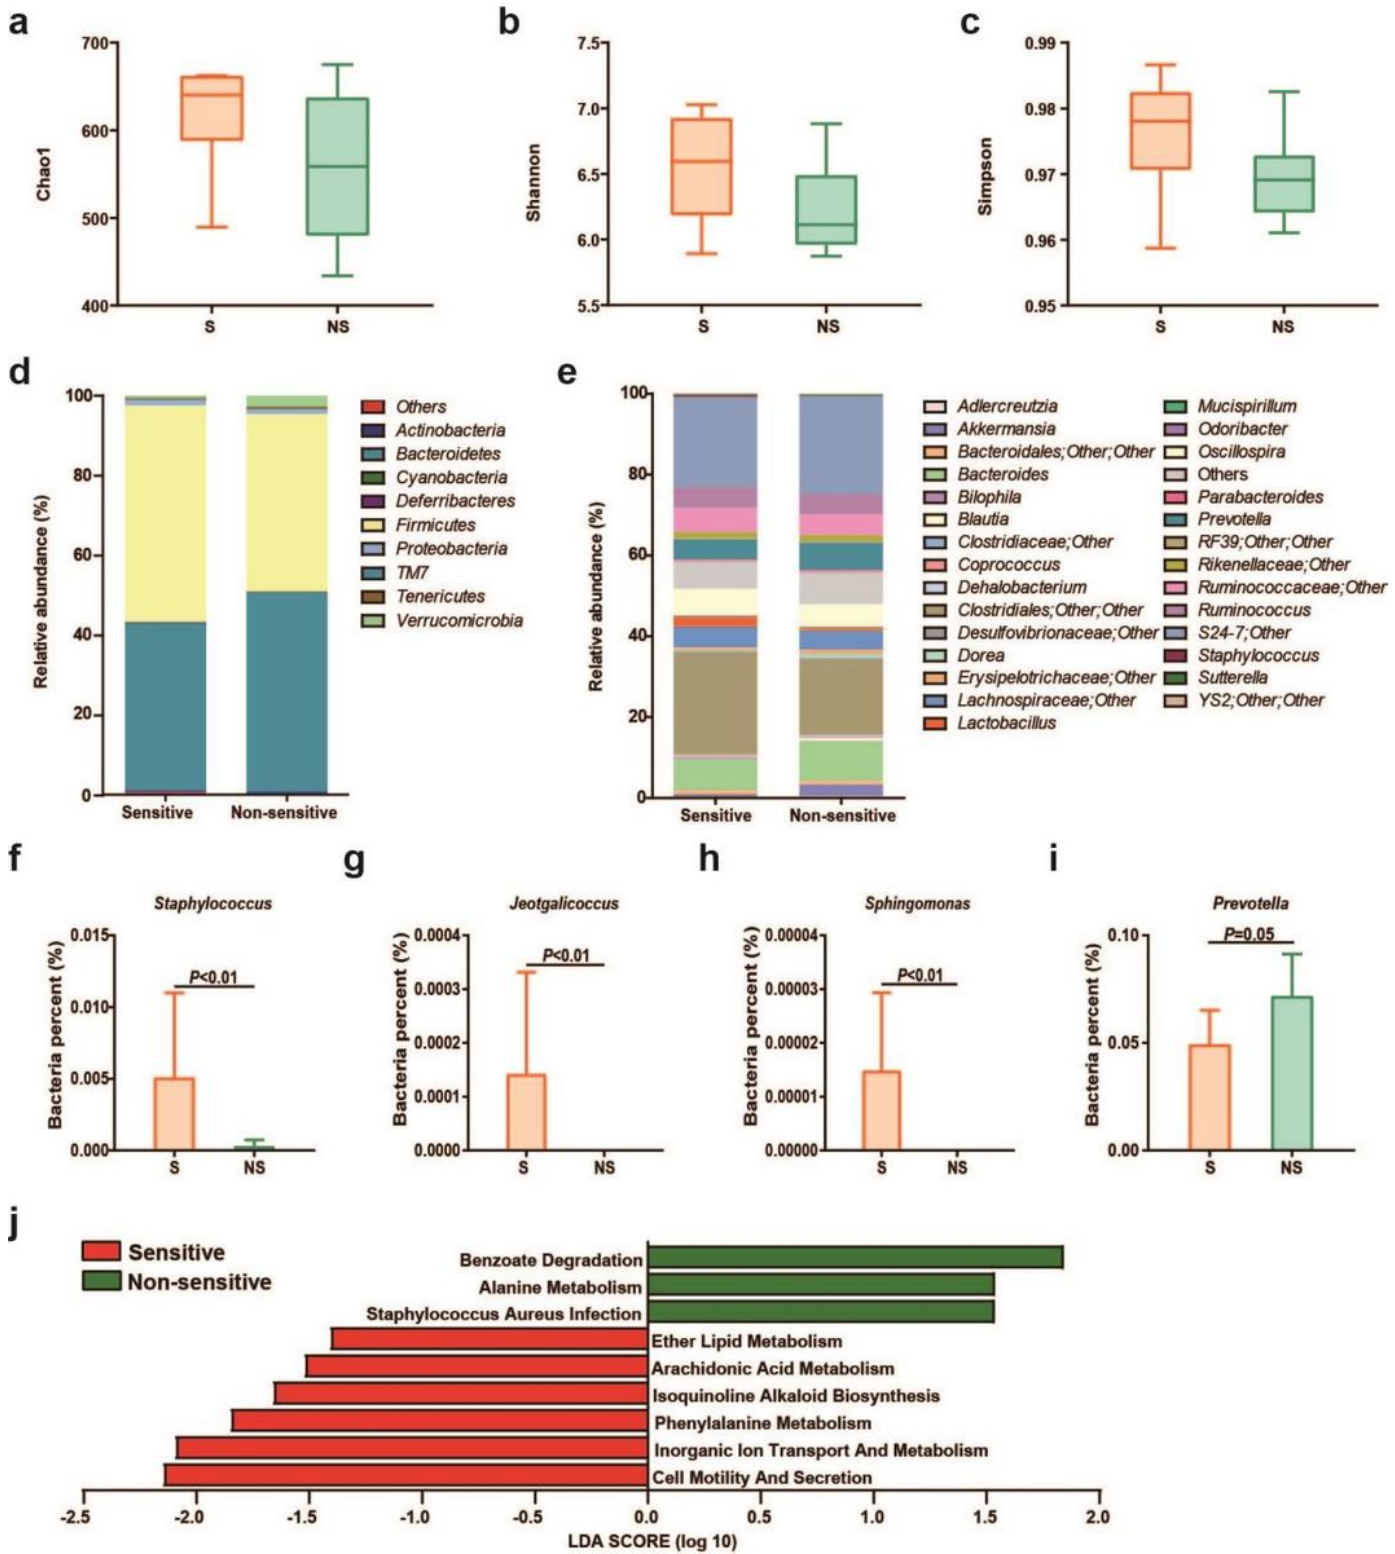 a
b
c
700
600
500
400
Chao1
S
NS
7.5
7.0
6.5
6.0
5.5
Shannon
S
NS
0.99
0.98
0.97
0.96
0.95
Simpson
S
NS
d
100
80
60
40
20
0
Relative abundance (%)
Sensitive
Non-sensitive
Others
Actinobacteria
Bacteroidetes
Cyanobacteria
Deferribacteres
Firmicutes
Proteobacteria
TM7
Tenericutes
Verrucomicrobia
e
100
80
60
40
20
0
Relative abundance (%)
Sensitive
Non-sensitive
Adlercreutzia
Akkermansia
Bacteroidales;Other;Other
Bacteroides
Bilophila
Blautia
Clostridiaceae;Other
Coprococcus
Dehalobacterium
Clostridiales;Other;Other
Desulfovibrionaceae;Other
Dorea
Erysipelotrichaceae;Other
Lachnospiraceae;Other
Lactobacillus
Mucispirillum
Odoribacter
Oscillospira
Others
Parabacteroides
Prevotella
RF39;Other;Other
Rikenellaceae;Other
Ruminococcaceae;Other
Ruminococcus
S24-7;Other
Staphylococcus
Sutterella
YS2;Other;Other
f
Staphylococcus
0.015
0.010
0.005
0.000
Bacteria percent (%)
P<0.01
S
NS
g
Jeotgalicoccus
0.0004
0.0003
0.0002
0.0001
0.0000
Bacteria percent (%)
P<0.01
S
NS
h
Sphingomonas
0.00004
0.00003
0.00002
0.00001
0.00000
Bacteria percent (%)
P<0.01
S
NS
i
Prevotella
0.10
0.05
0.00
Bacteria percent (%)
P=0.05
S
NS
j
Sensitive
Non-sensitive
Benzoate Degradation
Alanine Metabolism
Staphylococcus Aureus Infection
Ether Lipid Metabolism
Arachidonic Acid Metabolism
Isoquinoline Alkaloid Biosynthesis
Phenylalanine Metabolism
Inorganic Ion Transport And Metabolism
Cell Motility And Secretion
-2.5
-2.0
-1.5
-1.0
-0.5
0.0
0.5
1.0
1.5
2.0
LDA SCORE (log 10)